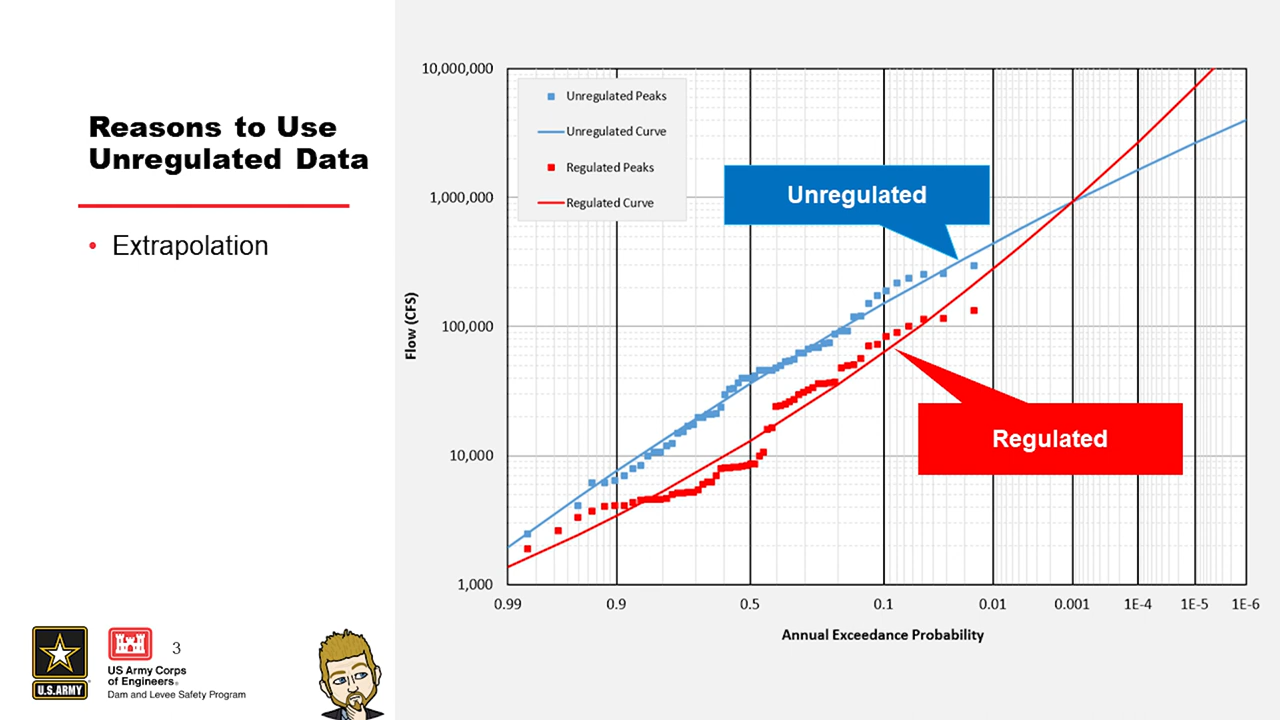 Reasons to Use
Unregulated Data
• Extrapolation
3
U.S.ARMY
US Army Corps
of Engineers®
Dam and Levee Safety Program
10,000,000
1,000,000
100,000
10,000
1,000
Flow (CFS)
Unregulated Peaks
Unregulated Curve
Regulated Peaks
Regulated Curve
Unregulated
Regulated
0.99 0.9 0.5 0.1 0.01 0.001 1E-4 1E-5 1E-6
Annual Exceedance Probability